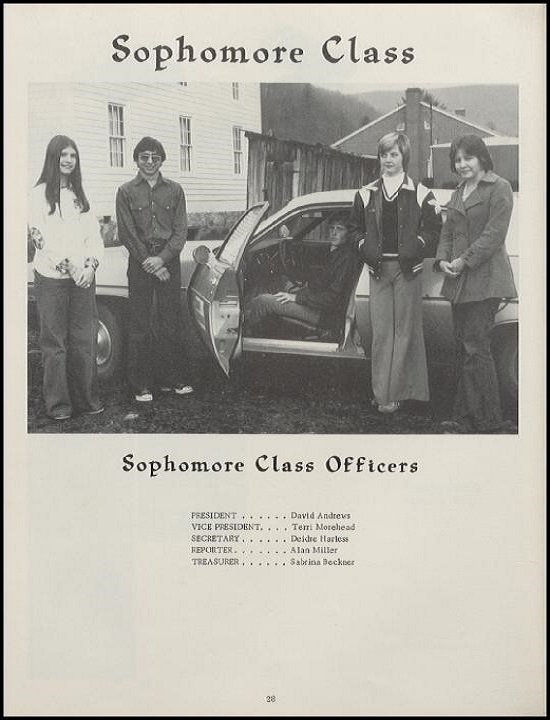 Sophomore Class
Sophomore Class Officers
PRESIDENT . . . . . . David Andrews
VICE PRESIDENT. . . . Terri Morehead
SECRETARY . . . . . . Deidre Harless
REPORTER. . . . . . . Alan Miller
TREASURER . . . . . . Sabrina Beckner
28